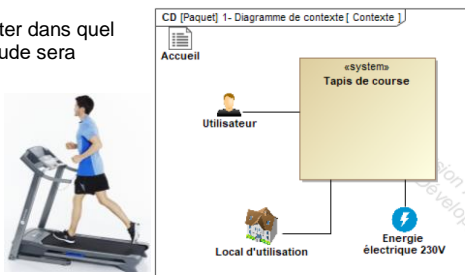 ter dans quel
ude sera
CD [Paquet] 1- Diagramme de contexte [ Contexte ]
Accueil
«system»
Tapis de course
Utilisateur
Local d'utilisation
Energie
électrique 230V